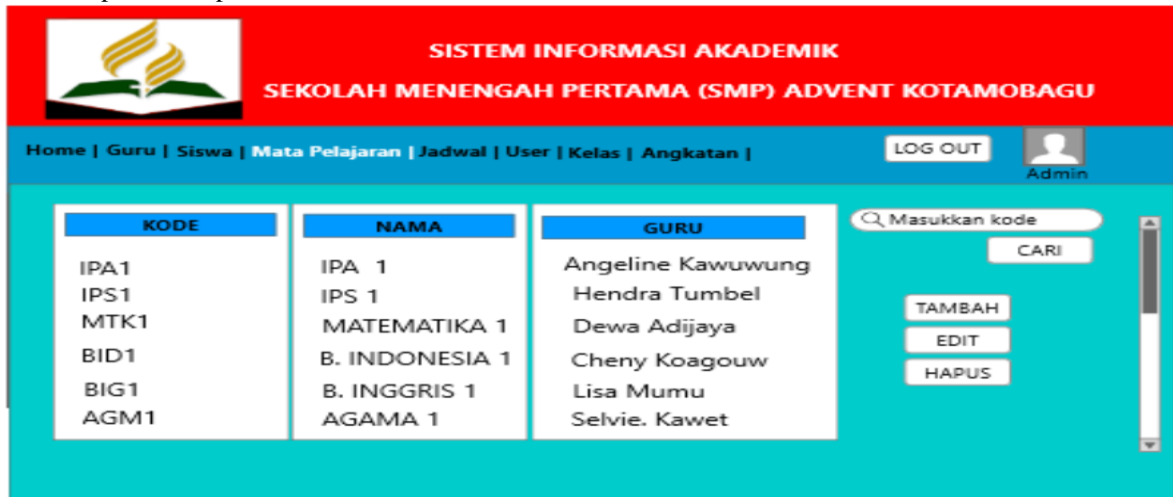 SISTEM INFORMASI AKADEMIK
SEKOLAH MENENGAH PERTAMA (SMP) ADVENT KOTAMOBAGU
Home | Guru | Siswa | Mata Pelajaran | Jadwal | User | Kelas | Angkatan |
LOG OUT
Admin
KODE NAMA GURU
Masukkan kode
CARI
IPA1 IPA 1 Angeline Kawuwung
IPS1 IPS 1 Hendra Tumbel
MTK1 MATEMATIKA 1 Dewa Adijaya
BID1 B. INDONESIA 1 Cheny Koagouw
BIG1 B. INGGRIS 1 Lisa Mumu
AGM1 AGAMA 1 Selvie. Kawet
TAMBAH
EDIT
HAPUS